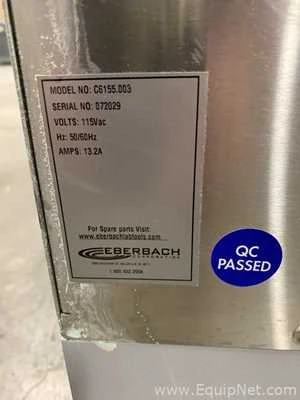 MODEL NO: C6155.003
SERIAL NO: 072029
VOLTS: 115Vac
Hz: 50/60Hz
AMPS: 13.2A
For Spare parts Visit:
www.eberbachlabtools.com
EBERBACH
CORPORATION
QC
PASSED
www.EquipNet.com